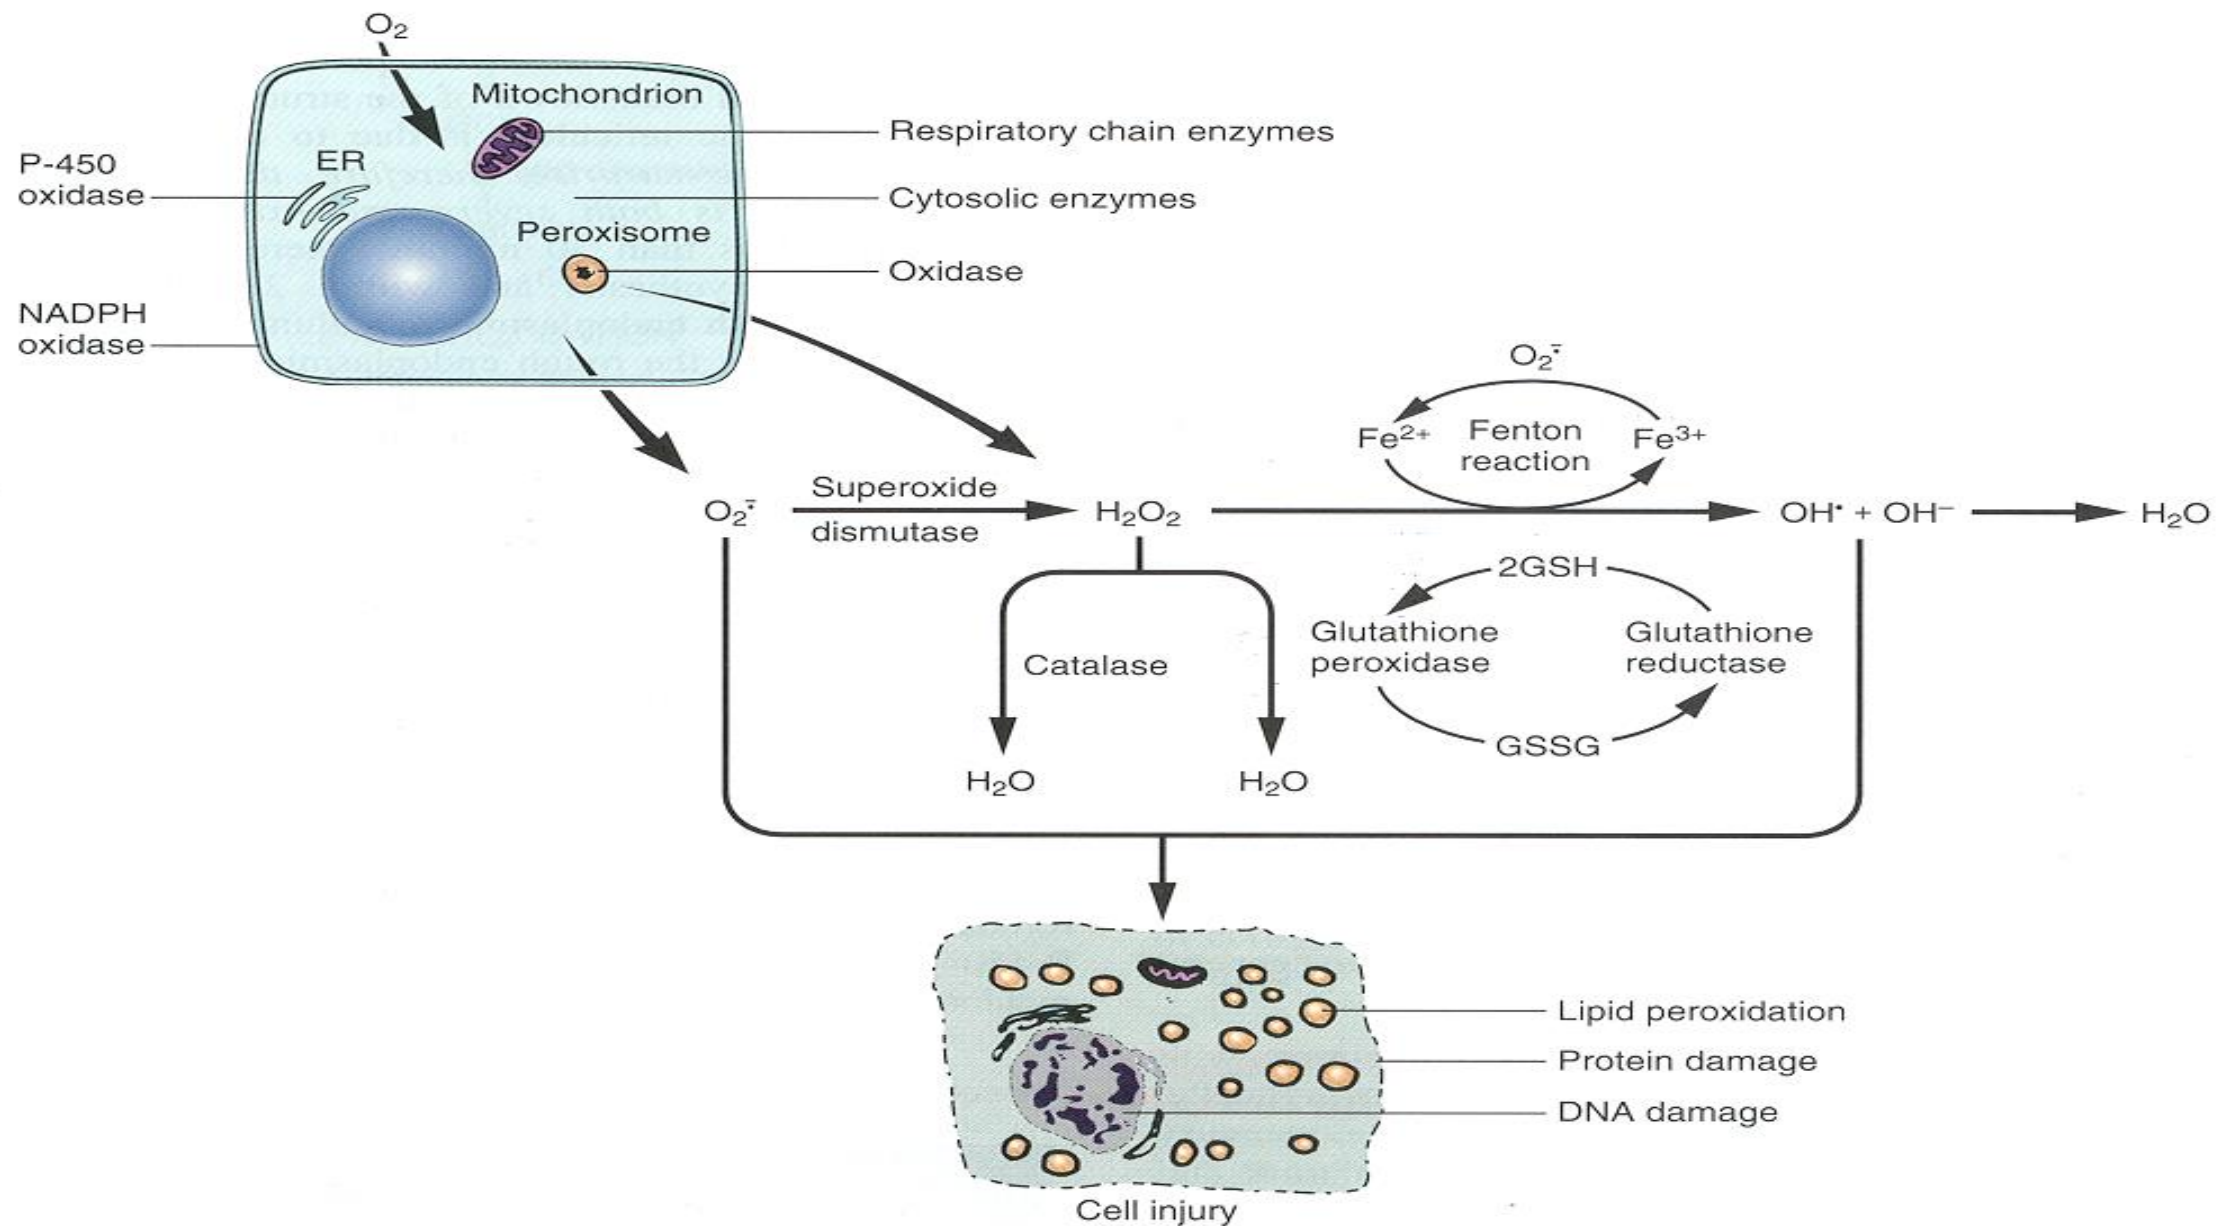 O₂
Mitochondrion
Respiratory chain enzymes
P-450
oxidase
ER
Cytosolic enzymes
Peroxisome
Oxidase
NADPH
oxidase
O₂⨪
Fe²⁺
Fenton
reaction
Fe³⁺
O₂⨪
Superoxide
dismutase
H₂O₂
OH• + OH⁻
H₂O
2GSH
Glutathione
peroxidase
Glutathione
reductase
Catalase
GSSG
H₂O
H₂O
Lipid peroxidation
Protein damage
DNA damage
Cell injury